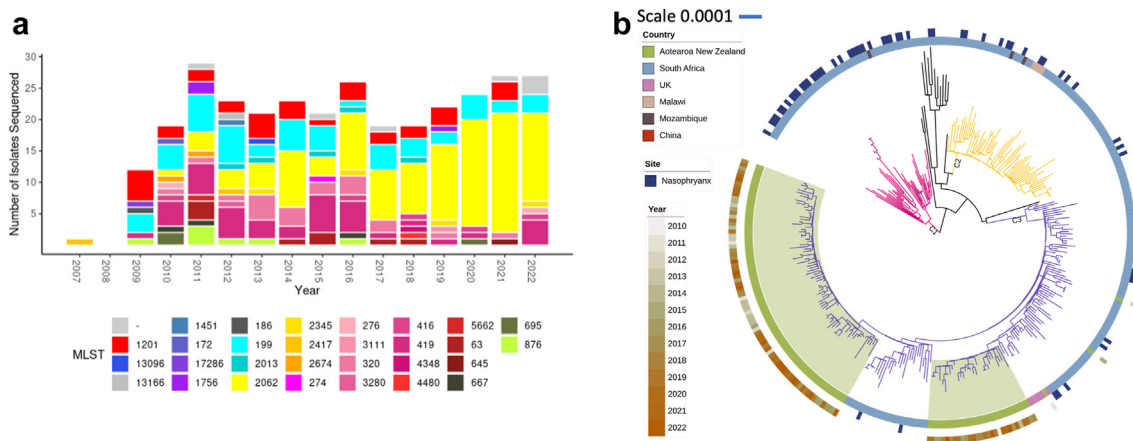 a
Number of Isolates Sequenced
30
25
20
15
10
5
2007
2008
2009
2010
2011
2012
2013
2014
2015
2016
2017
2018
2019
2020
2021
2022
Year
MLST
- 1451 186 2345 276 416 5662 695
1201 172 199 2417 3111 419 63 876
13096 17286 2013 2674 320 4348 645
13166 1756 2062 274 3280 4480 667
b
Scale 0.0001
Country
Aotearoa New Zealand
South Africa
UK
Malawi
Mozambique
China
Site
Nasophryanx
Year
2010
2011
2012
2013
2014
2015
2016
2017
2018
2019
2020
2021
2022
C2